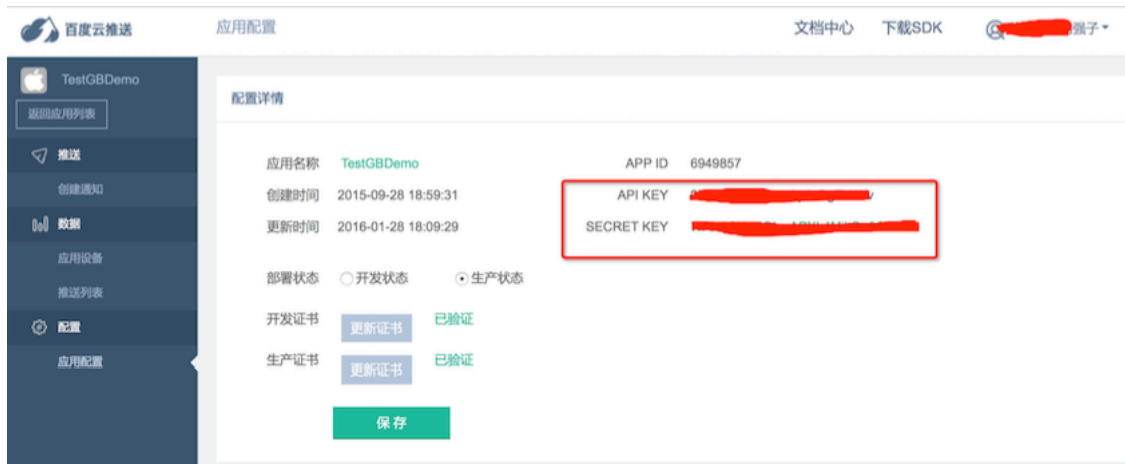 百度云推送
应用配置
文档中心 下载SDK 强子
TestGBDemo
返回应用列表
推送
创建通知
数据
应用设备
推送列表
配置
应用配置
配置详情
应用名称 TestGBDemo APP ID 6949857
创建时间 2015-09-28 18:59:31 API KEY
更新时间 2016-01-28 18:09:29 SECRET KEY
部署状态 开发状态 生产状态
开发证书 更新证书 已验证
生产证书 更新证书 已验证
保存